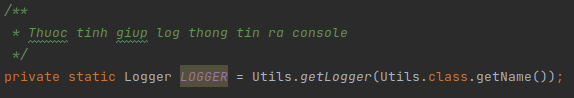 /**
* Thuoc tinh giup log thong tin ra console
*/
private static Logger LOGGER = Utils.getLogger(Utils.class.getName());